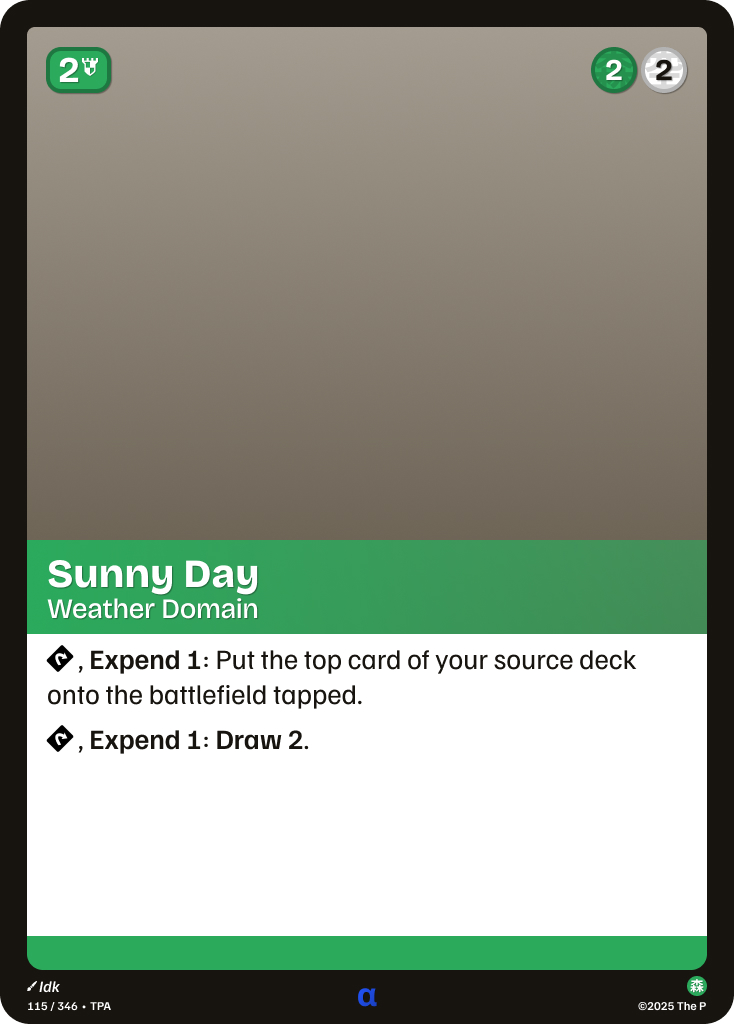 2
2 2
Sunny Day
Weather Domain
, Expend 1: Put the top card of your source deck
onto the battlefield tapped.
, Expend 1: Draw 2.
Idk
115 / 346 • TPA
α
森
©2025 The P